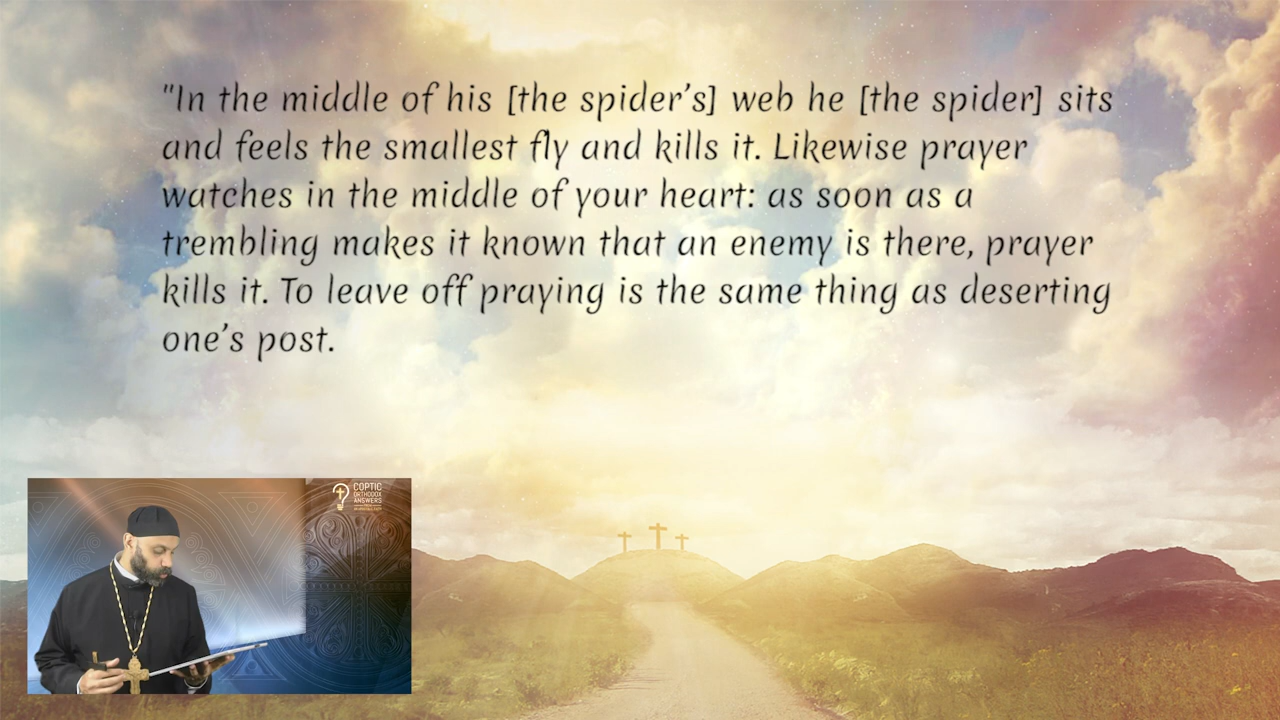 "In the middle of his [the spider’s] web he [the spider] sits
and feels the smallest fly and kills it. Likewise prayer
watches in the middle of your heart: as soon as a
trembling makes it known that an enemy is there, prayer
kills it. To leave off praying is the same thing as deserting
one’s post.
COPTIC
ORTHODOX
ANSWERS